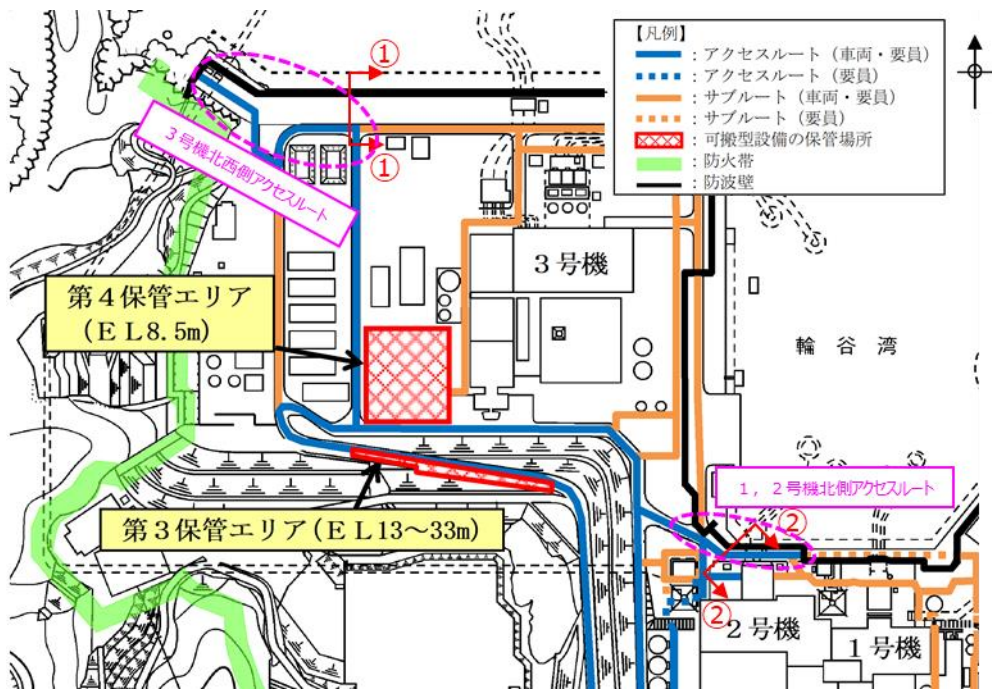 【凡例】
：アクセスルート（車両・要員）
：アクセスルート（要員）
：サブルート（車両・要員）
：サブルート（要員）
：可搬型設備の保管場所
：防火帯
：防波壁
①
①
３号機北西側アクセスルート
３号機
第４保管エリア
（ＥＬ8.5m）
輪谷湾
１，２号機北側アクセスルート
第３保管エリア（ＥＬ13～33m）
②
②
２号機
１号機